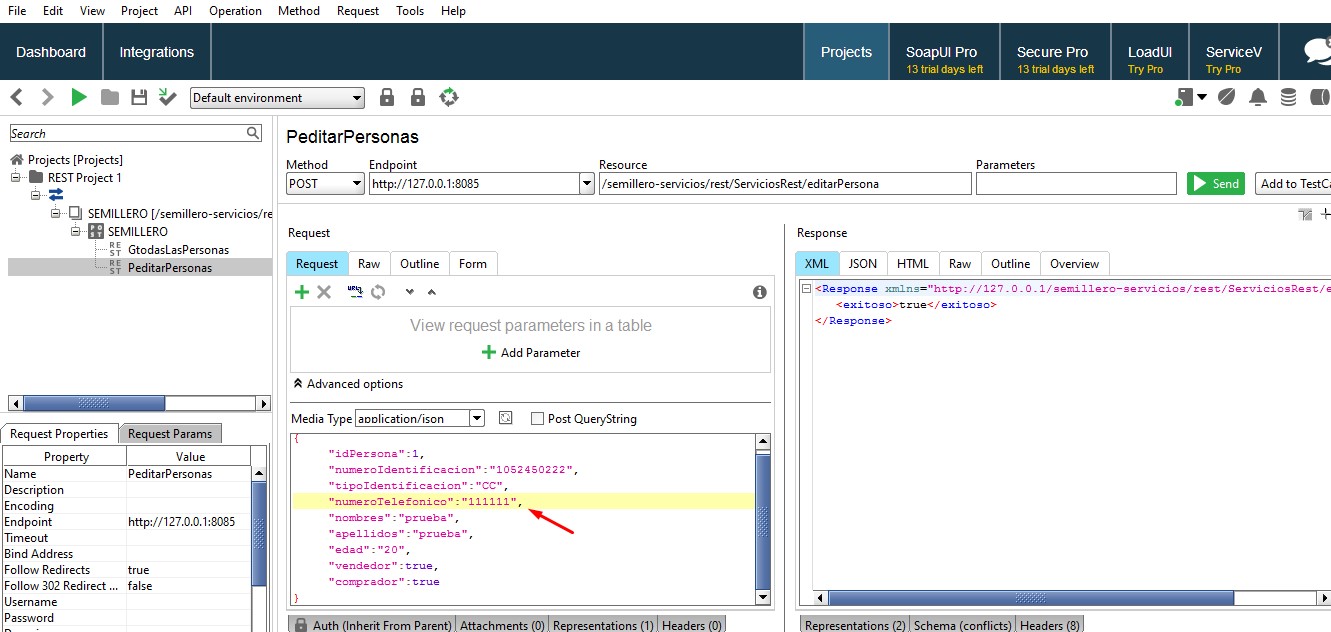 File Edit View Project API Operation Method Request Tools Help
Dashboard Integrations Projects SoapUI Pro Secure Pro LoadUI ServiceV
13 trial days left 13 trial days left Try Pro Try Pro
Default environment
Search
Projects [Projects]
REST Project 1
SEMILLERO [/semillero-servicios/re
SEMILLERO
REST GtodasLasPersonas
REST PeditarPersonas
Request Properties Request Params
Property Value
Name PeditarPersonas
Description
Encoding
Endpoint http://127.0.0.1:8085
Timeout
Bind Address
Follow Redirects true
Follow 302 Redirect ... false
Username
Password
PeditarPersonas
Method Endpoint Resource Parameters
POST http://127.0.0.1:8085 /semillero-servicios/rest/ServiciosRest/editarPersona Send Add to TestCa
Request
Request Raw Outline Form
View request parameters in a table
Add Parameter
Advanced options
Media Type application/json Post QueryString
{
"idPersona":1,
"numeroIdentificacion":"1052450222",
"tipoIdentificacion":"CC",
"numeroTelefonico":"111111",
"nombres":"prueba",
"apellidos":"prueba",
"edad":"20",
"vendedor":true,
"comprador":true
}
Auth (Inherit From Parent) Attachments (0) Representations (1) Headers (0)
Response
XML JSON HTML Raw Outline Overview
<Response xmlns="http://127.0.0.1/semillero-servicios/rest/ServiciosRest/e
<exitoso>true</exitoso>
</Response>
Representations (2) Schema (conflicts) Headers (8)